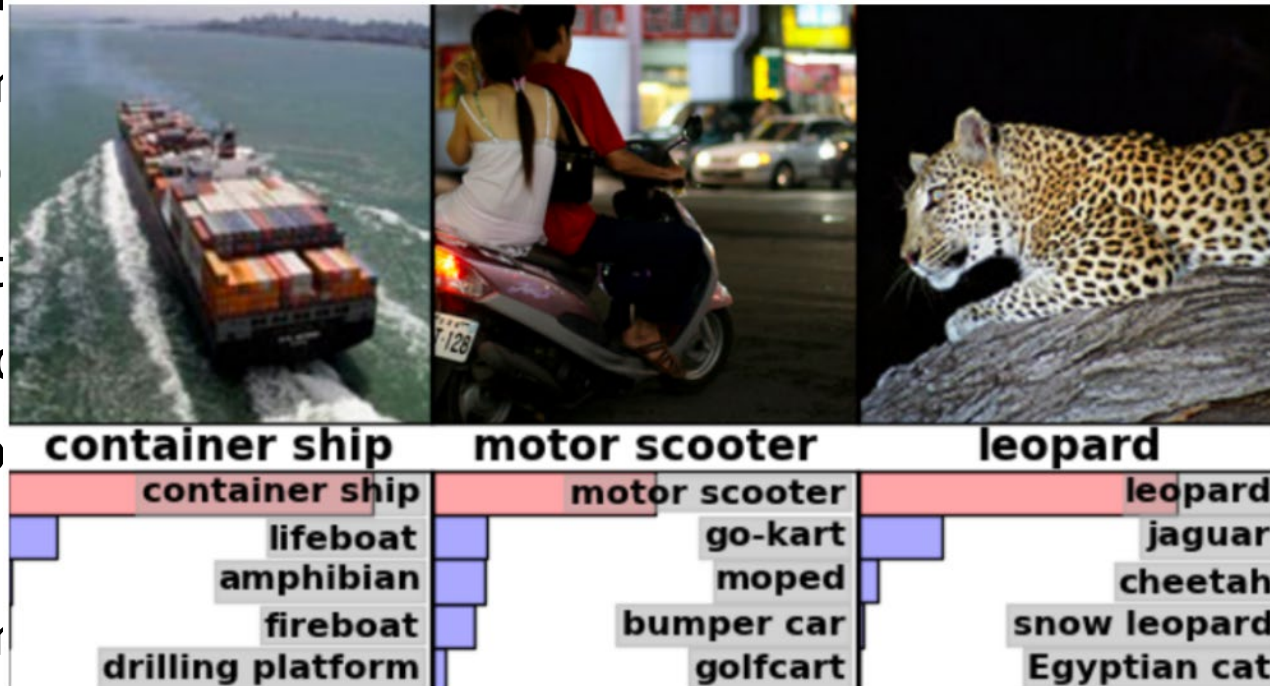 T-128
container ship
motor scooter
leopard
container ship
lifeboat
amphibian
fireboat
drilling platform
motor scooter
go-kart
moped
bumper car
golfcart
leopard
jaguar
cheetah
snow leopard
Egyptian cat